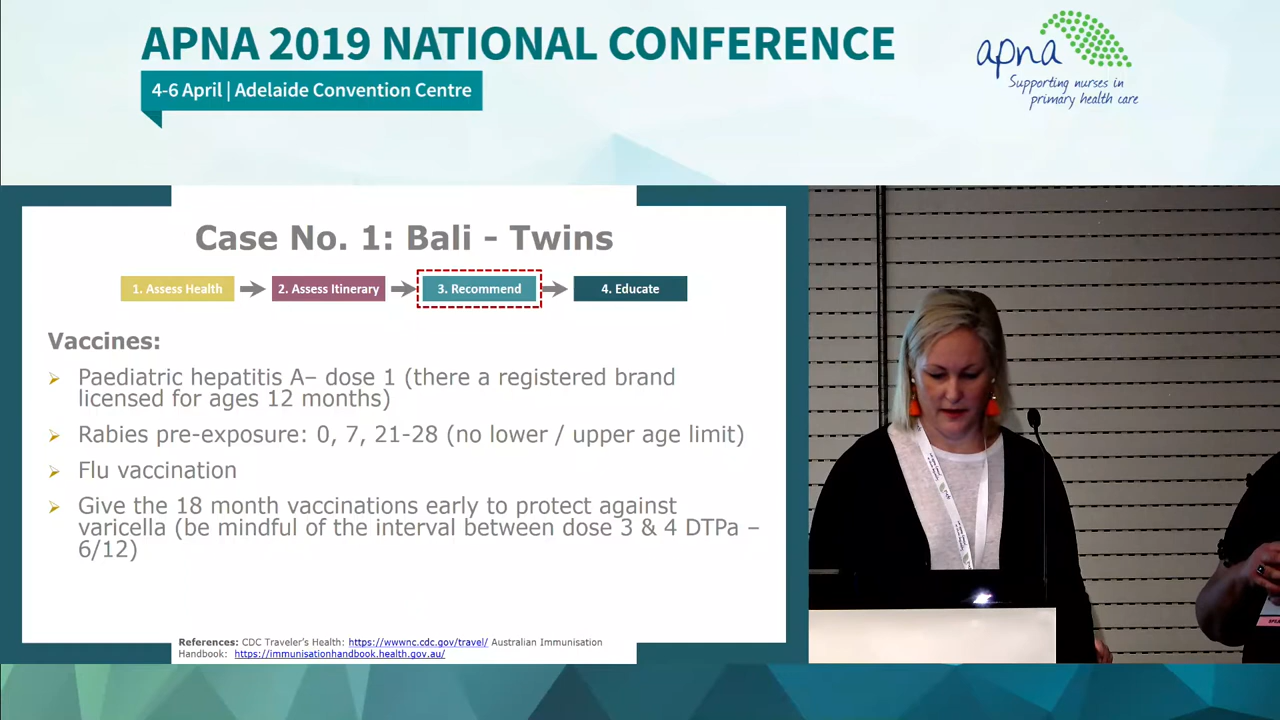 APNA 2019 NATIONAL CONFERENCE
4-6 April | Adelaide Convention Centre
apna
Supporting nurses in
primary health care
Case No. 1: Bali - Twins
1. Assess Health
2. Assess Itinerary
3. Recommend
4. Educate
Vaccines:
Paediatric hepatitis A– dose 1 (there a registered brand
licensed for ages 12 months)
Rabies pre-exposure: 0, 7, 21-28 (no lower / upper age limit)
Flu vaccination
Give the 18 month vaccinations early to protect against
varicella (be mindful of the interval between dose 3 & 4 DTPa –
6/12)
References: CDC Traveler's Health: https://wwwnc.cdc.gov/travel/ Australian Immunisation
Handbook: https://immunisationhandbook.health.gov.au/